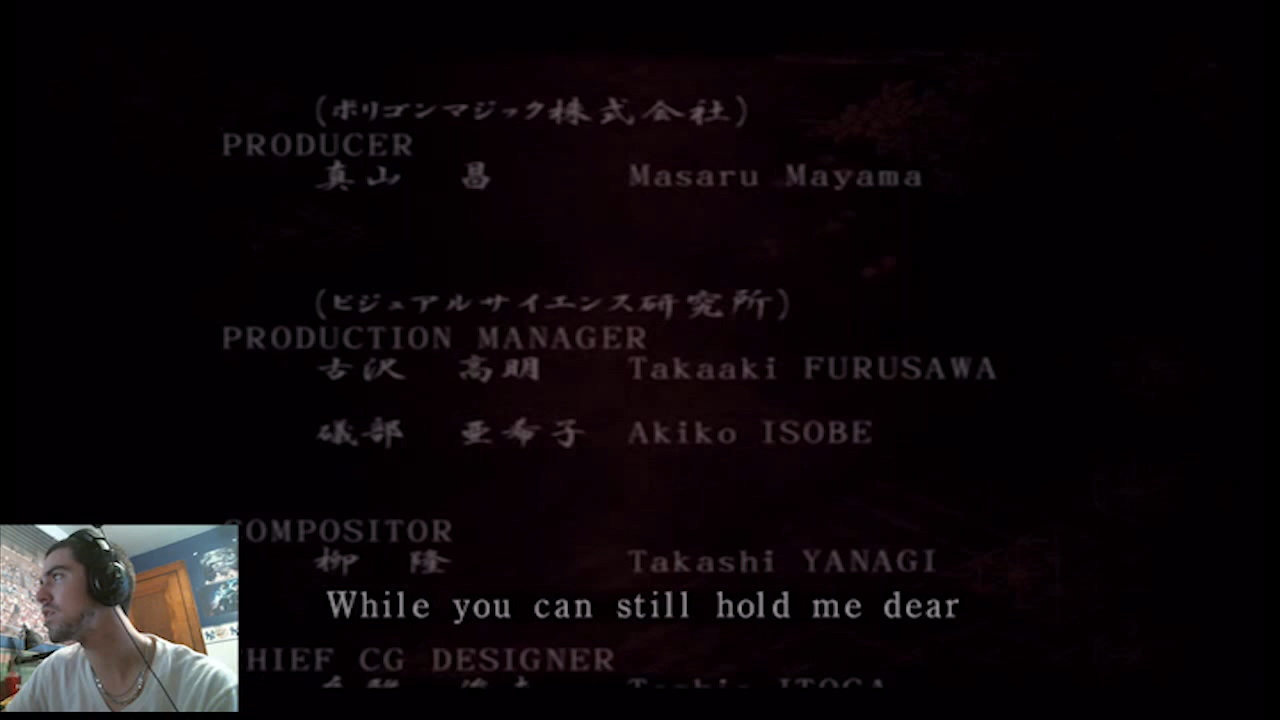 (ポリゴンマジック株式会社)
PRODUCER
真山 昌 Masaru Mayama
(ビジュアルサイエンス研究所)
PRODUCTION MANAGER
古沢 高明 Takaaki FURUSAWA
磯部 亜希子 Akiko ISOBE
COMPOSITOR
柳 隆 Takashi YANAGI
While you can still hold me dear
HIEF CG DESIGNER